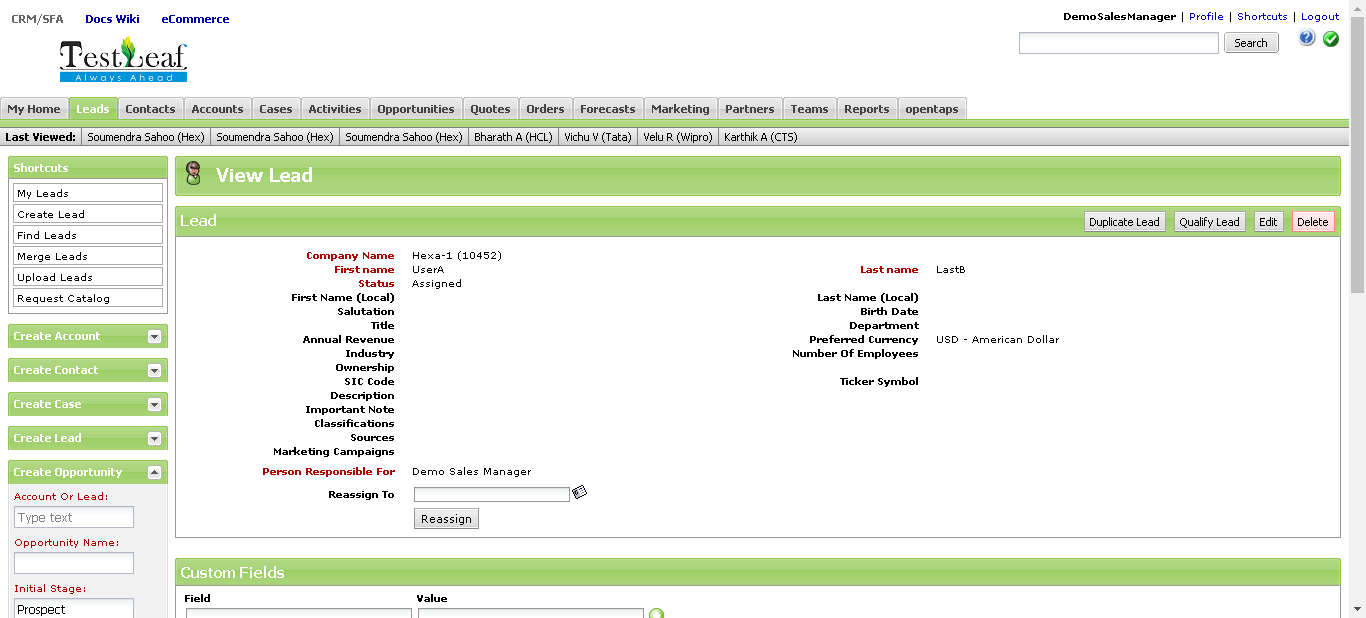 CRM/SFA Docs Wiki eCommerce
DemoSalesManager | Profile | Shortcuts | Logout
Search
TestLeaf
Always Ahead
My Home Leads Contacts Accounts Cases Activities Opportunities Quotes Orders Forecasts Marketing Partners Teams Reports opentaps
Last Viewed: Soumendra Sahoo (Hex) Soumendra Sahoo (Hex) Soumendra Sahoo (Hex) Bharath A (HCL) Vichu V (Tata) Velu R (Wipro) Karthik A (CTS)
Shortcuts
My Leads
Create Lead
Find Leads
Merge Leads
Upload Leads
Request Catalog
Create Account
Create Contact
Create Case
Create Lead
Create Opportunity
Account Or Lead:
Type text
Opportunity Name:
Initial Stage:
Prospect
View Lead
Lead
Duplicate Lead Qualify Lead Edit Delete
Company Name Hexa-1 (10452)
First name UserA Last name LastB
Status Assigned
First Name (Local) Last Name (Local)
Salutation Birth Date
Title Department
Annual Revenue Preferred Currency USD - American Dollar
Industry Number Of Employees
Ownership
SIC Code Ticker Symbol
Description
Important Note
Classifications
Sources
Marketing Campaigns
Person Responsible For Demo Sales Manager
Reassign To
Reassign
Custom Fields
Field Value